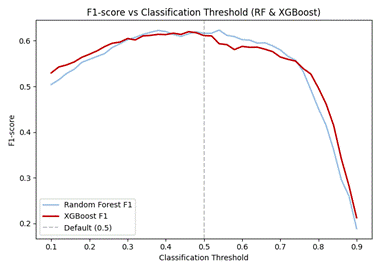 F1-score vs Classification Threshold (RF & XGBoost)
F1-score
0.6
0.5
0.4
0.3
0.2
Random Forest F1
XGBoost F1
Default (0.5)
0.1 0.2 0.3 0.4 0.5 0.6 0.7 0.8 0.9
Classification Threshold